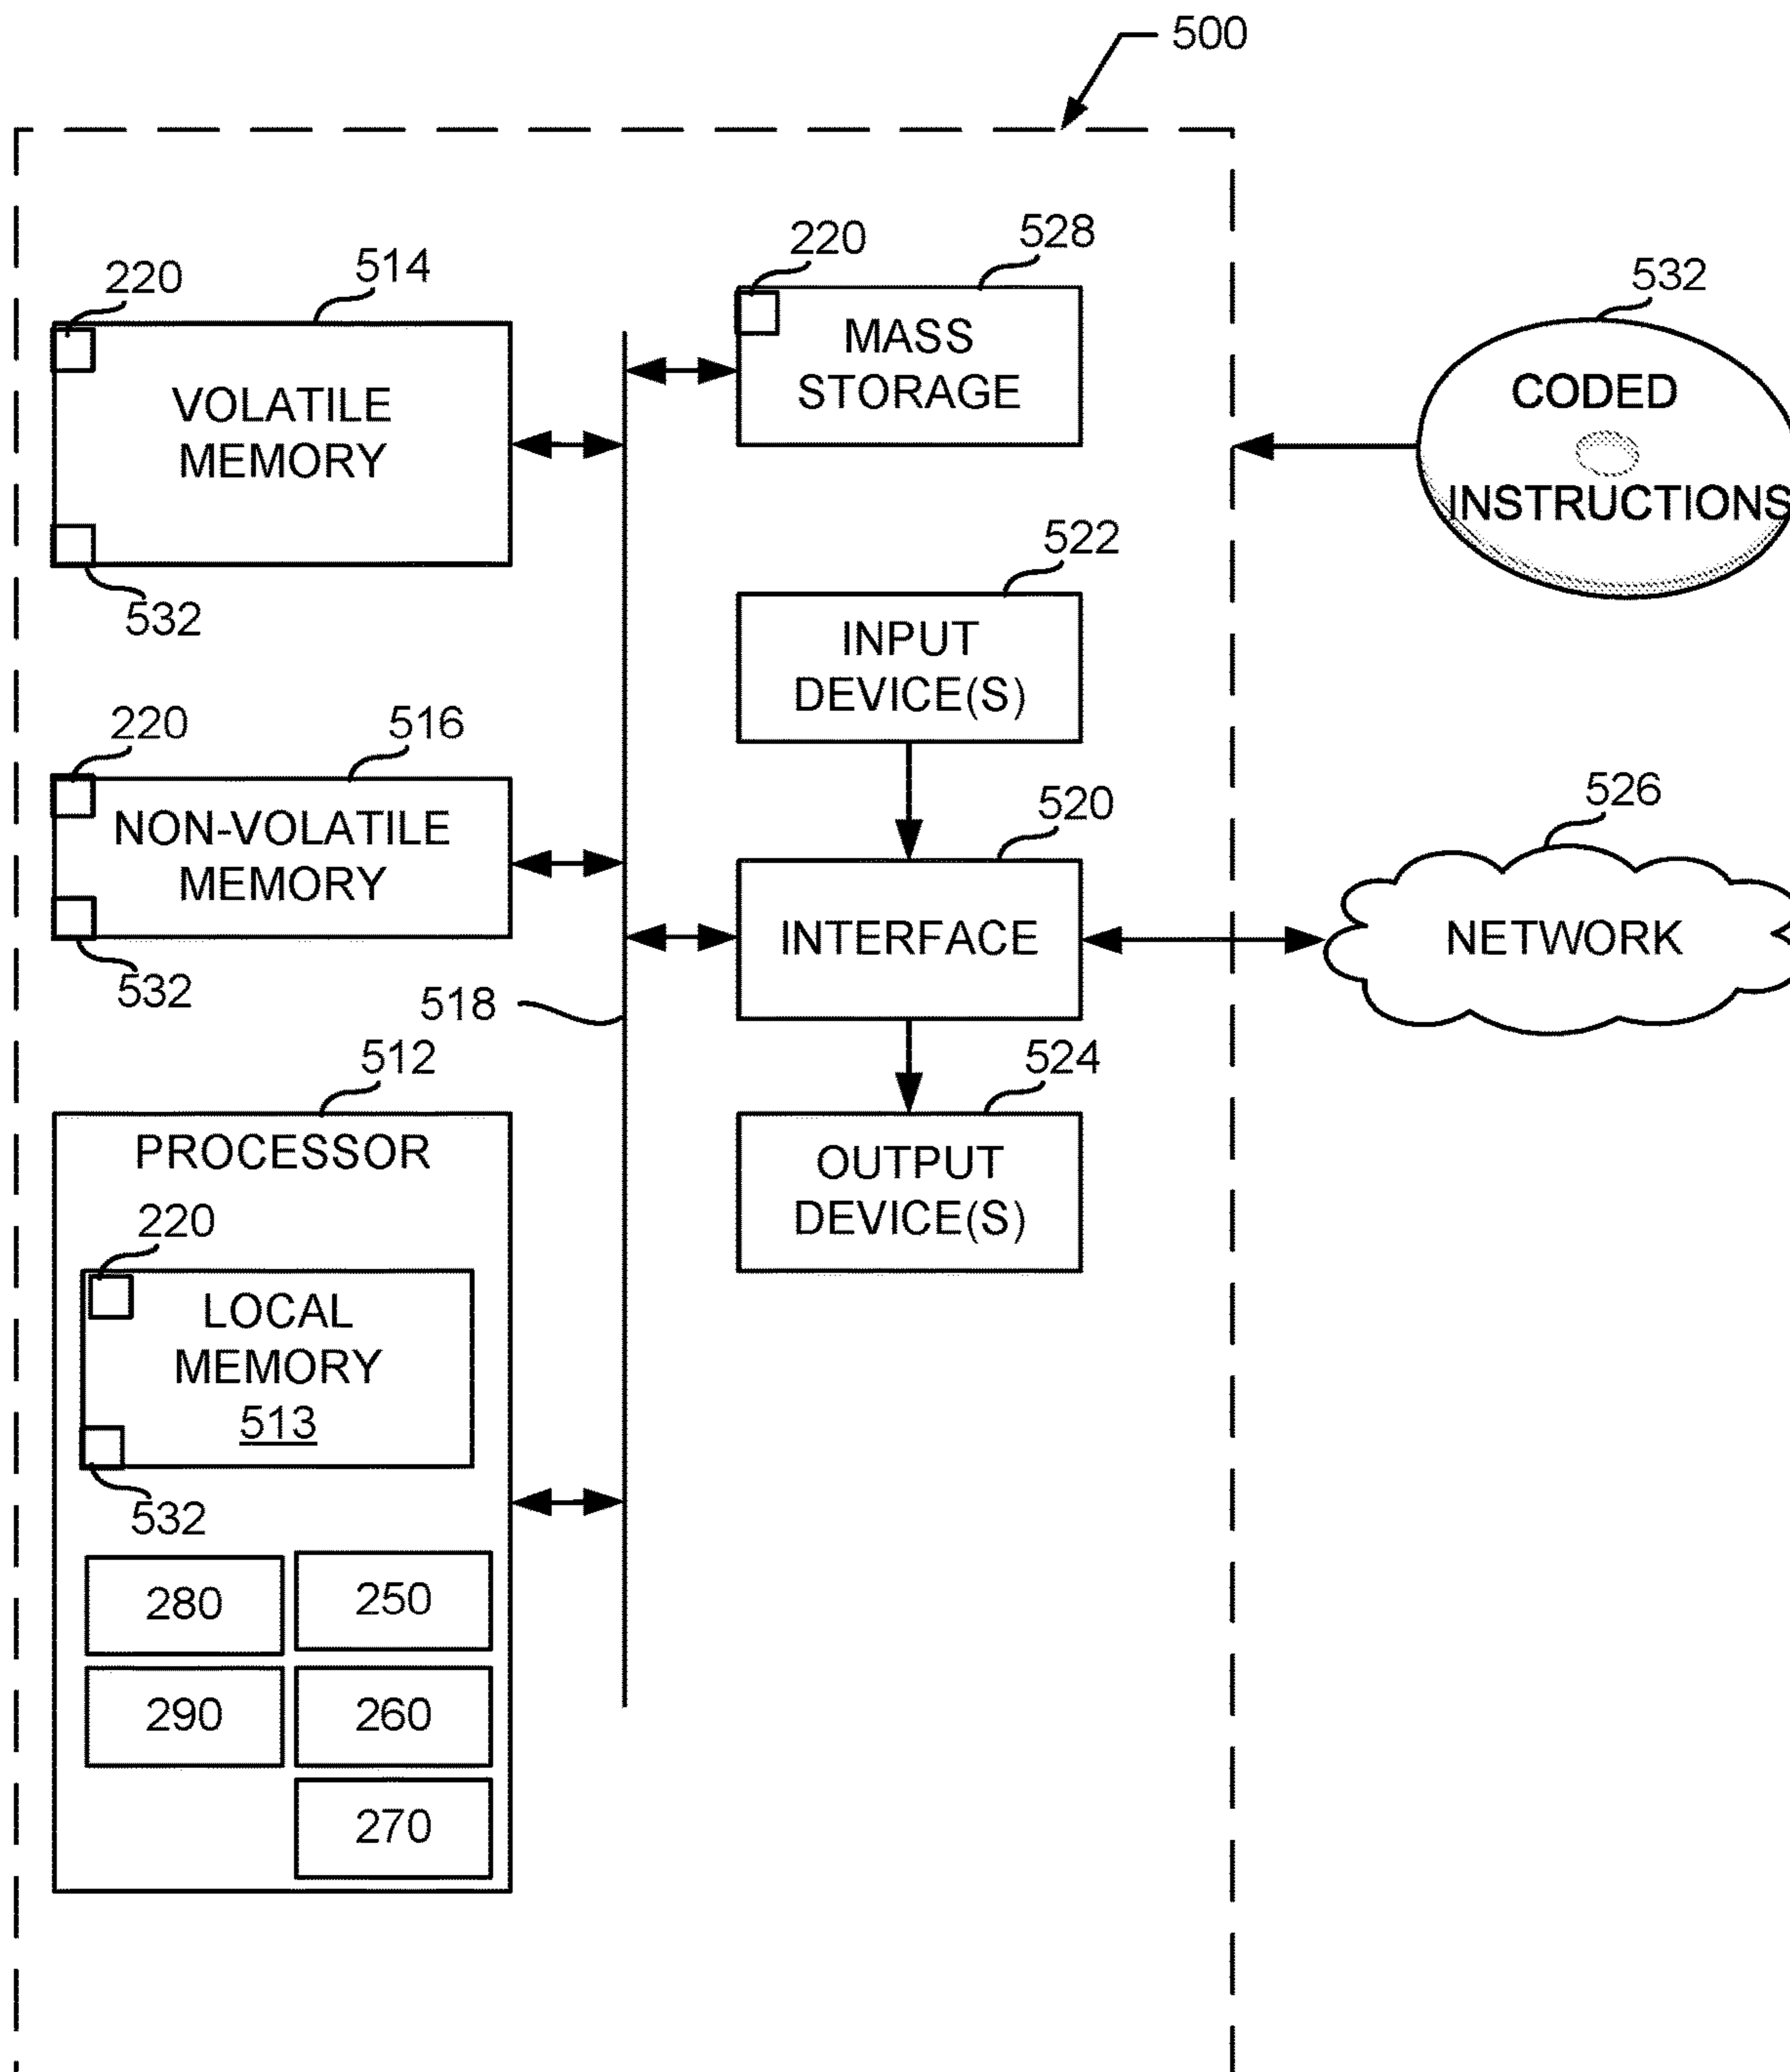 500
220
514
VOLATILE
MEMORY
532
220
528
MASS
STORAGE
532
CODED
INSTRUCTIONS
522
INPUT
DEVICE(S)
220
516
NON-VOLATILE
MEMORY
532
518
520
INTERFACE
526
NETWORK
512
PROCESSOR
220
LOCAL
MEMORY
513
532
524
OUTPUT
DEVICE(S)
280
250
290
260
270